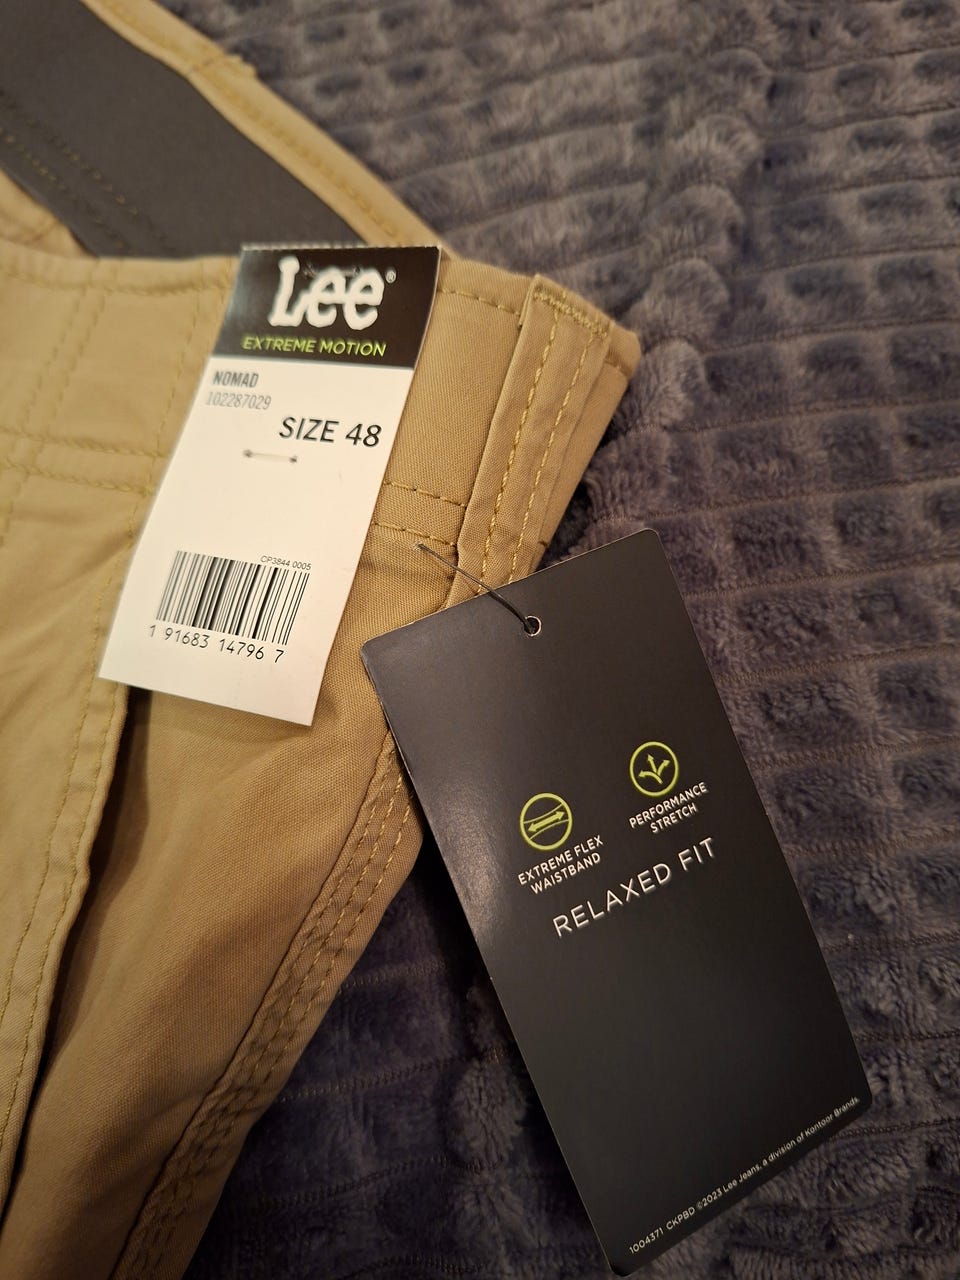 Lee®
EXTREME MOTION
NOMAD
102287029
SIZE 48
CP3844 0005
1 91683 14796 7
EXTREME FLEX
WAISTBAND
PERFORMANCE
STRETCH
RELAXED FIT
1004371 CKPBD ©2023 Lee Jeans, a division of Kontoor Brands.